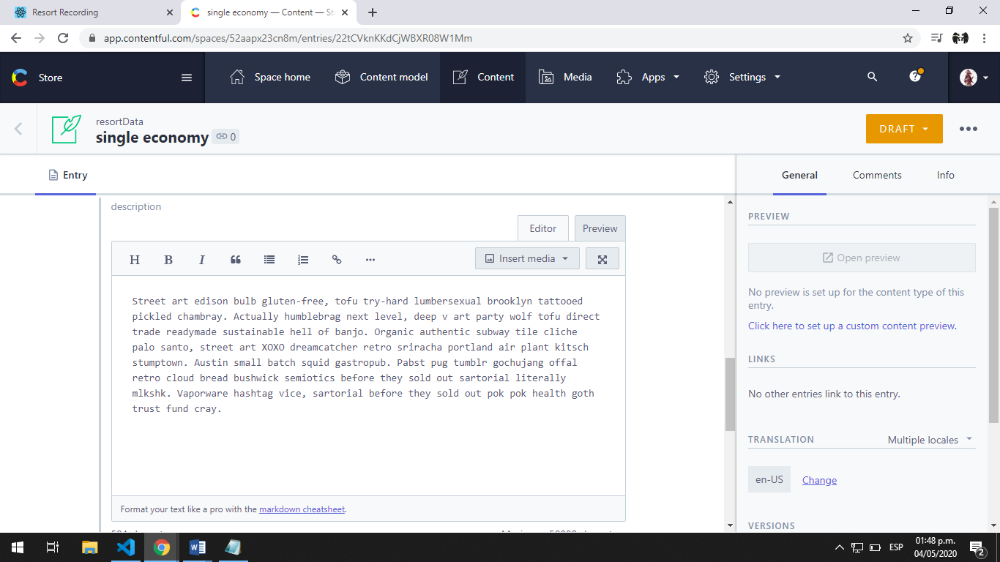 Resort Recording
single economy — Content — St
app.contentful.com/spaces/52aapx23cn8m/entries/22tCVknKKdCjWBXR08W1Mm
Store
Space home
Content model
Content
Media
Apps
Settings
resortData
single economy
0
DRAFT
Entry
General
Comments
Info
description
Editor
Preview
H B I
Insert media
Street art edison bulb gluten-free, tofu try-hard lumbersexual brooklyn tattooed
pickled chambray. Actually humblebrag next level, deep v art party wolf tofu direct
trade readymade sustainable hell of banjo. Organic authentic subway tile cliche
palo santo, street art XOXO dreamcatcher retro sriracha portland air plant kitsch
stumptown. Austin small batch squid gastropub. Pabst pug tumblr gochujang offal
retro cloud bread bushwick semiotics before they sold out sartorial literally
mlkshk. Vaporware hashtag vice, sartorial before they sold out pok pok health goth
trust fund cray.
Format your text like a pro with the markdown cheatsheet.
PREVIEW
Open preview
No preview is set up for the content type of this
entry.
Click here to set up a custom content preview.
LINKS
No other entries link to this entry.
TRANSLATION
Multiple locales
en-US
Change
VERSIONS
ESP
01:48 p.m.
04/05/2020
2